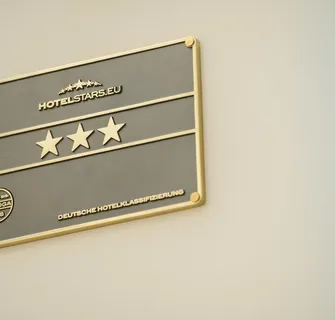 HOTELSTARS.EU
DEUTSCHE HOTELKLASSIFIZIERUNG